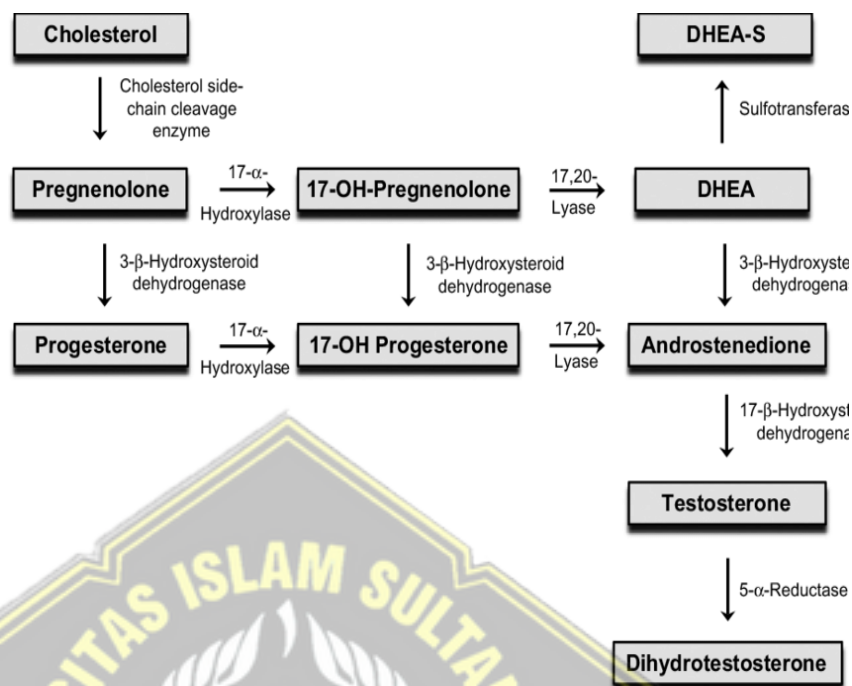 Cholesterol
DHEA-S
Cholesterol side-
chain cleavage
enzyme
Sulfotransferas
Pregnenolone
17-α-
Hydroxylase
17-OH-Pregnenolone
17,20-
Lyase
DHEA
3-β-Hydroxysteroid
dehydrogenase
3-β-Hydroxysteroid
dehydrogenase
3-β-Hydroxyste
dehydrogena
Progesterone
17-α-
Hydroxylase
17-OH Progesterone
17,20-
Lyase
Androstenedione
17-β-Hydroxyst
dehydrogena
Testosterone
5-α-Reductase
Dihydrotestosterone
SITAS ISLAM SULTAN